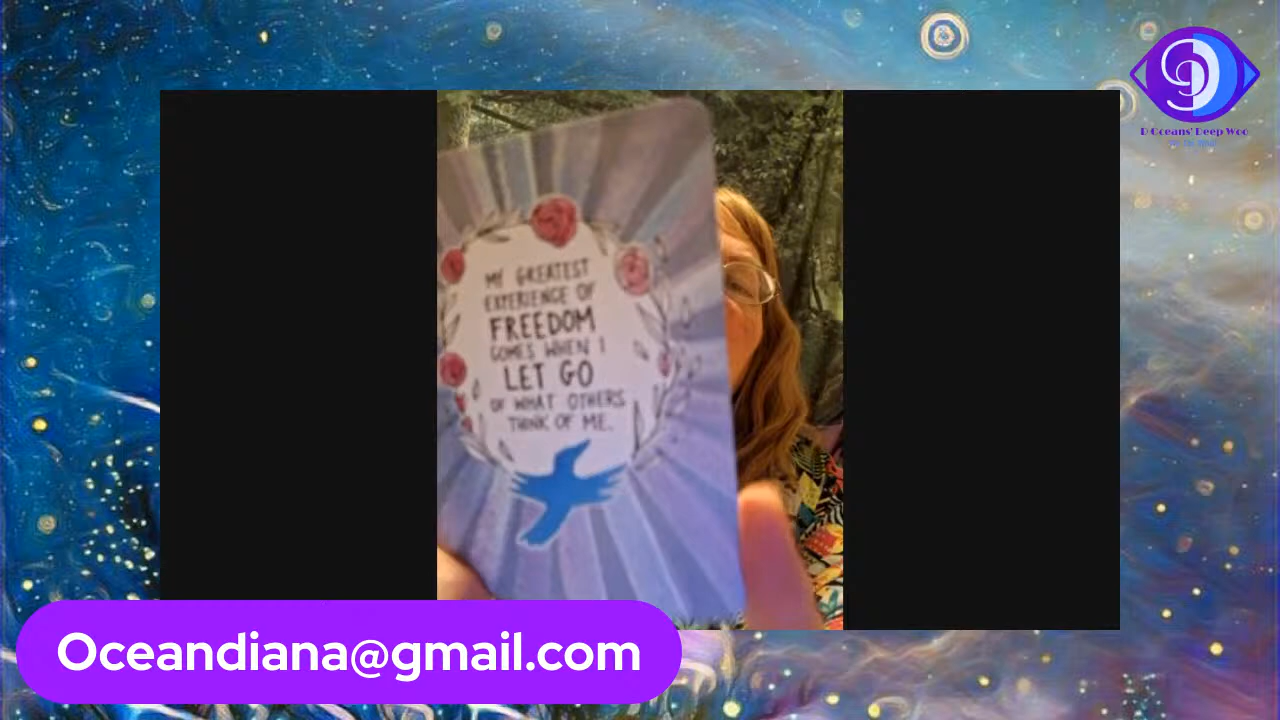 D Oceans' Deep Woo
MY GREATEST
EXPERIENCE OF
FREEDOM
COMES WHEN I
LET GO
OF WHAT OTHERS
THINK OF ME.
Oceandiana@gmail.com